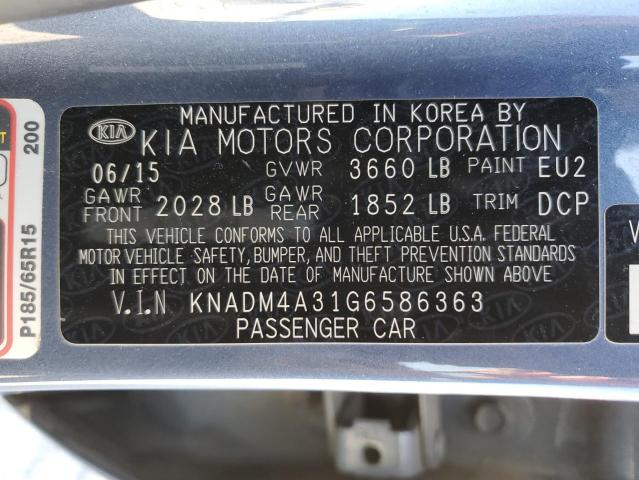 MANUFACTURED IN KOREA BY
KIA KIA MOTORS CORPORATION
06/15 GVWR 3660 LB PAINT EU2
GAWR FRONT 2028 LB GAWR REAR 1852 LB TRIM DCP
THIS VEHICLE CONFORMS TO ALL APPLICABLE U.S.A. FEDERAL
MOTOR VEHICLE SAFETY, BUMPER, AND THEFT PREVENTION STANDARDS
IN EFFECT ON THE DATE OF MANUFACTURE SHOWN ABOVE
V.I.N KNADM4A31G6586363
PASSENGER CAR
P185/65R15 200